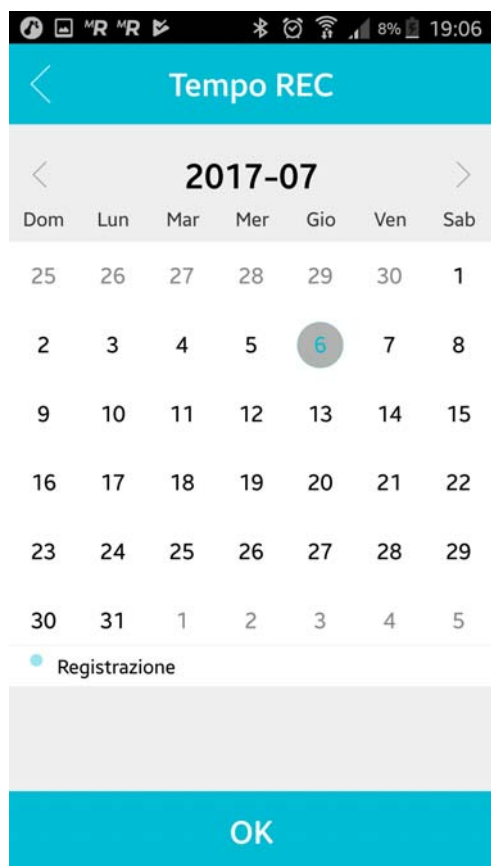 MR MR 8% 19:06
Tempo REC
2017-07
Dom Lun Mar Mer Gio Ven Sab
25 26 27 28 29 30 1
2 3 4 5 6 7 8
9 10 11 12 13 14 15
16 17 18 19 20 21 22
23 24 25 26 27 28 29
30 31 1 2 3 4 5
Registrazione
OK